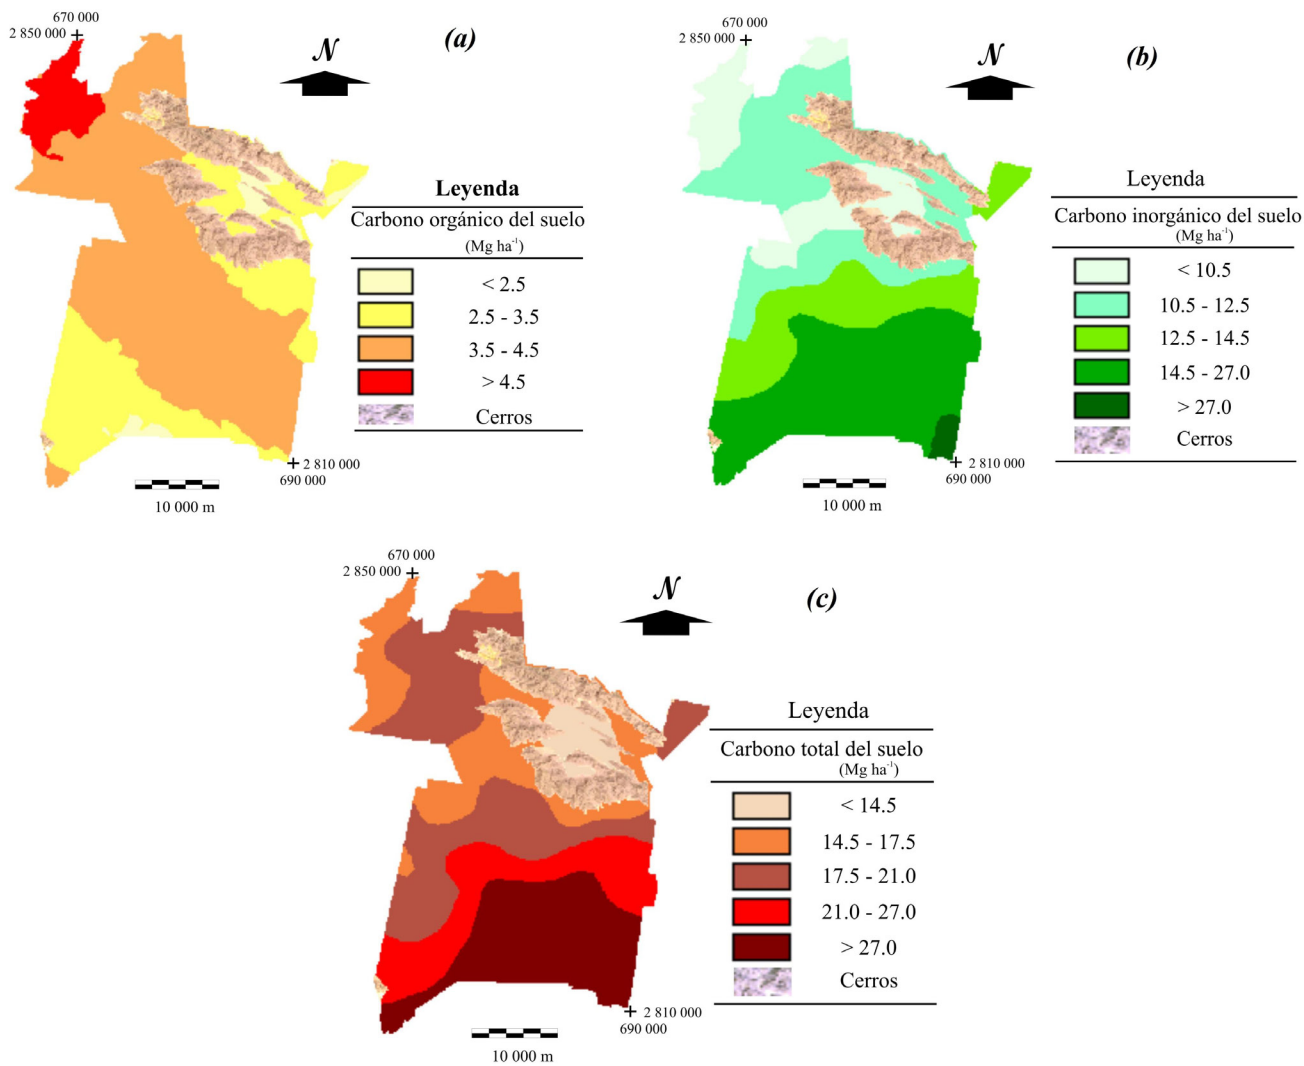 670 000
2 850 000
N
(a)
Leyenda
Carbono orgánico del suelo
(Mg ha-1)
< 2.5
2.5 - 3.5
3.5 - 4.5
> 4.5
Cerros
2 810 000
690 000
10 000 m
670 000
2 850 000
N
(b)
Leyenda
Carbono inorgánico del suelo
(Mg ha-1)
< 10.5
10.5 - 12.5
12.5 - 14.5
14.5 - 27.0
> 27.0
Cerros
2 810 000
690 000
10 000 m
670 000
2 850 000
N
(c)
Leyenda
Carbono total del suelo
(Mg ha-1)
< 14.5
14.5 - 17.5
17.5 - 21.0
21.0 - 27.0
> 27.0
Cerros
2 810 000
690 000
10 000 m